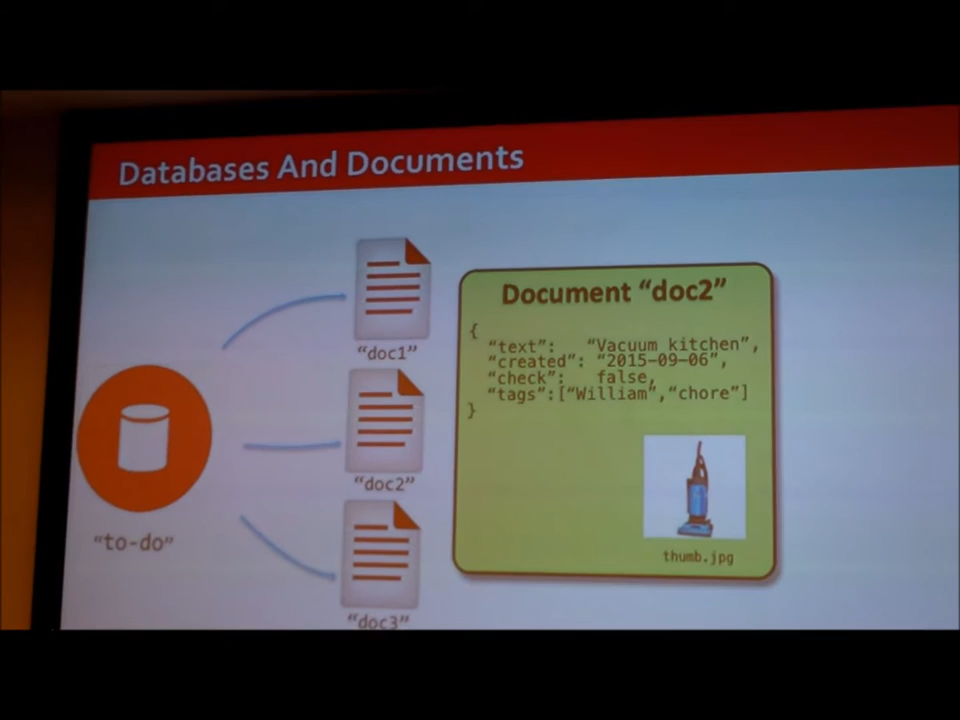 Databases And Documents
"doc1"
"doc2"
"doc3"
"to-do"
Document "doc2"
{
"text": "Vacuum kitchen",
"created": "2015-09-06",
"check": false,
"tags":["William","chore"]
}
thumb.jpg